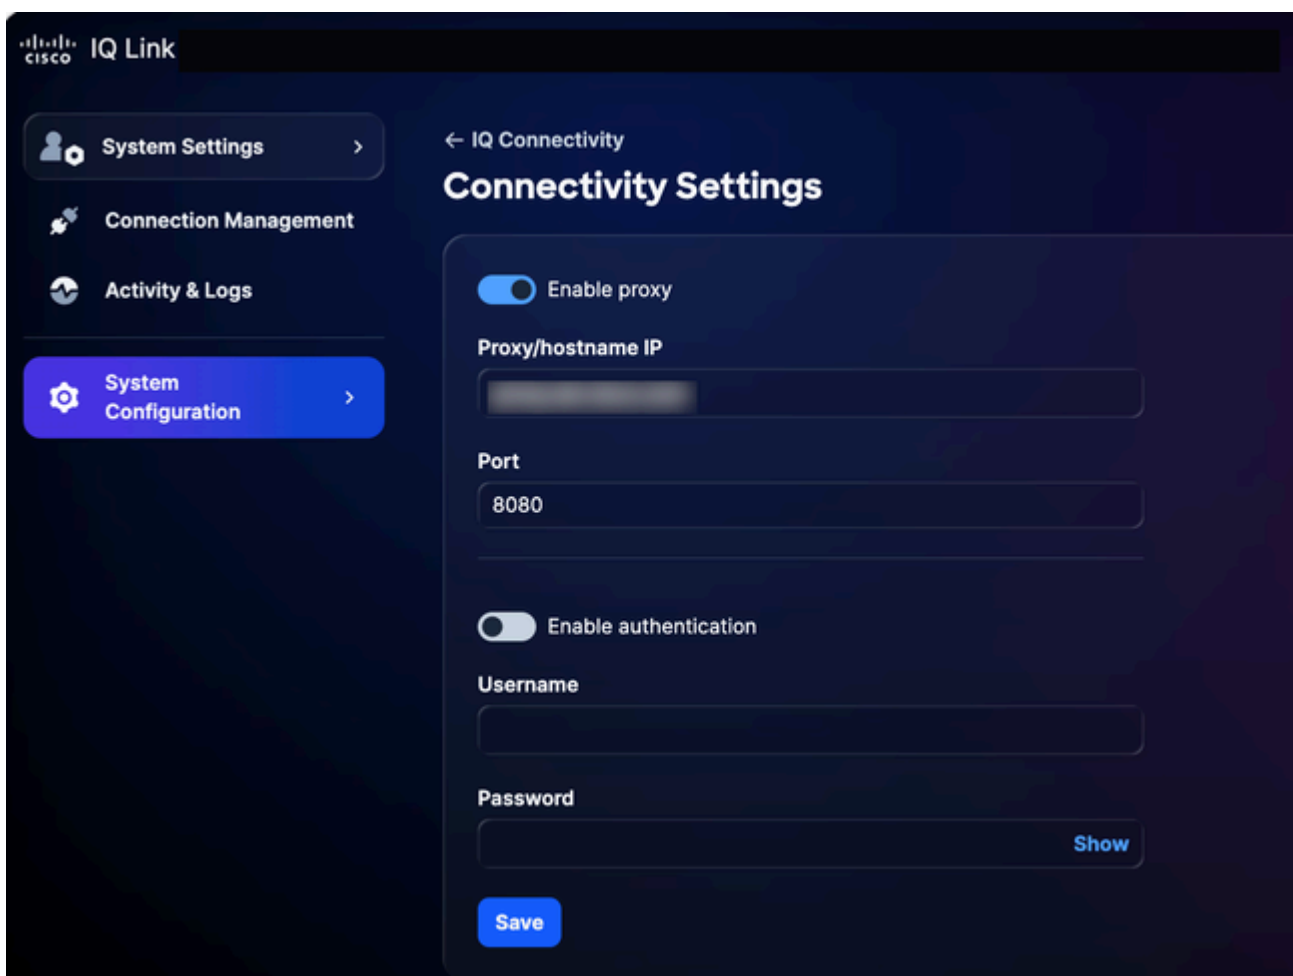 cisco IQ Link
System Settings
Connection Management
Activity & Logs
System
Configuration
← IQ Connectivity
Connectivity Settings
Enable proxy
Proxy/hostname IP
Port
8080
Enable authentication
Username
Password
Show
Save